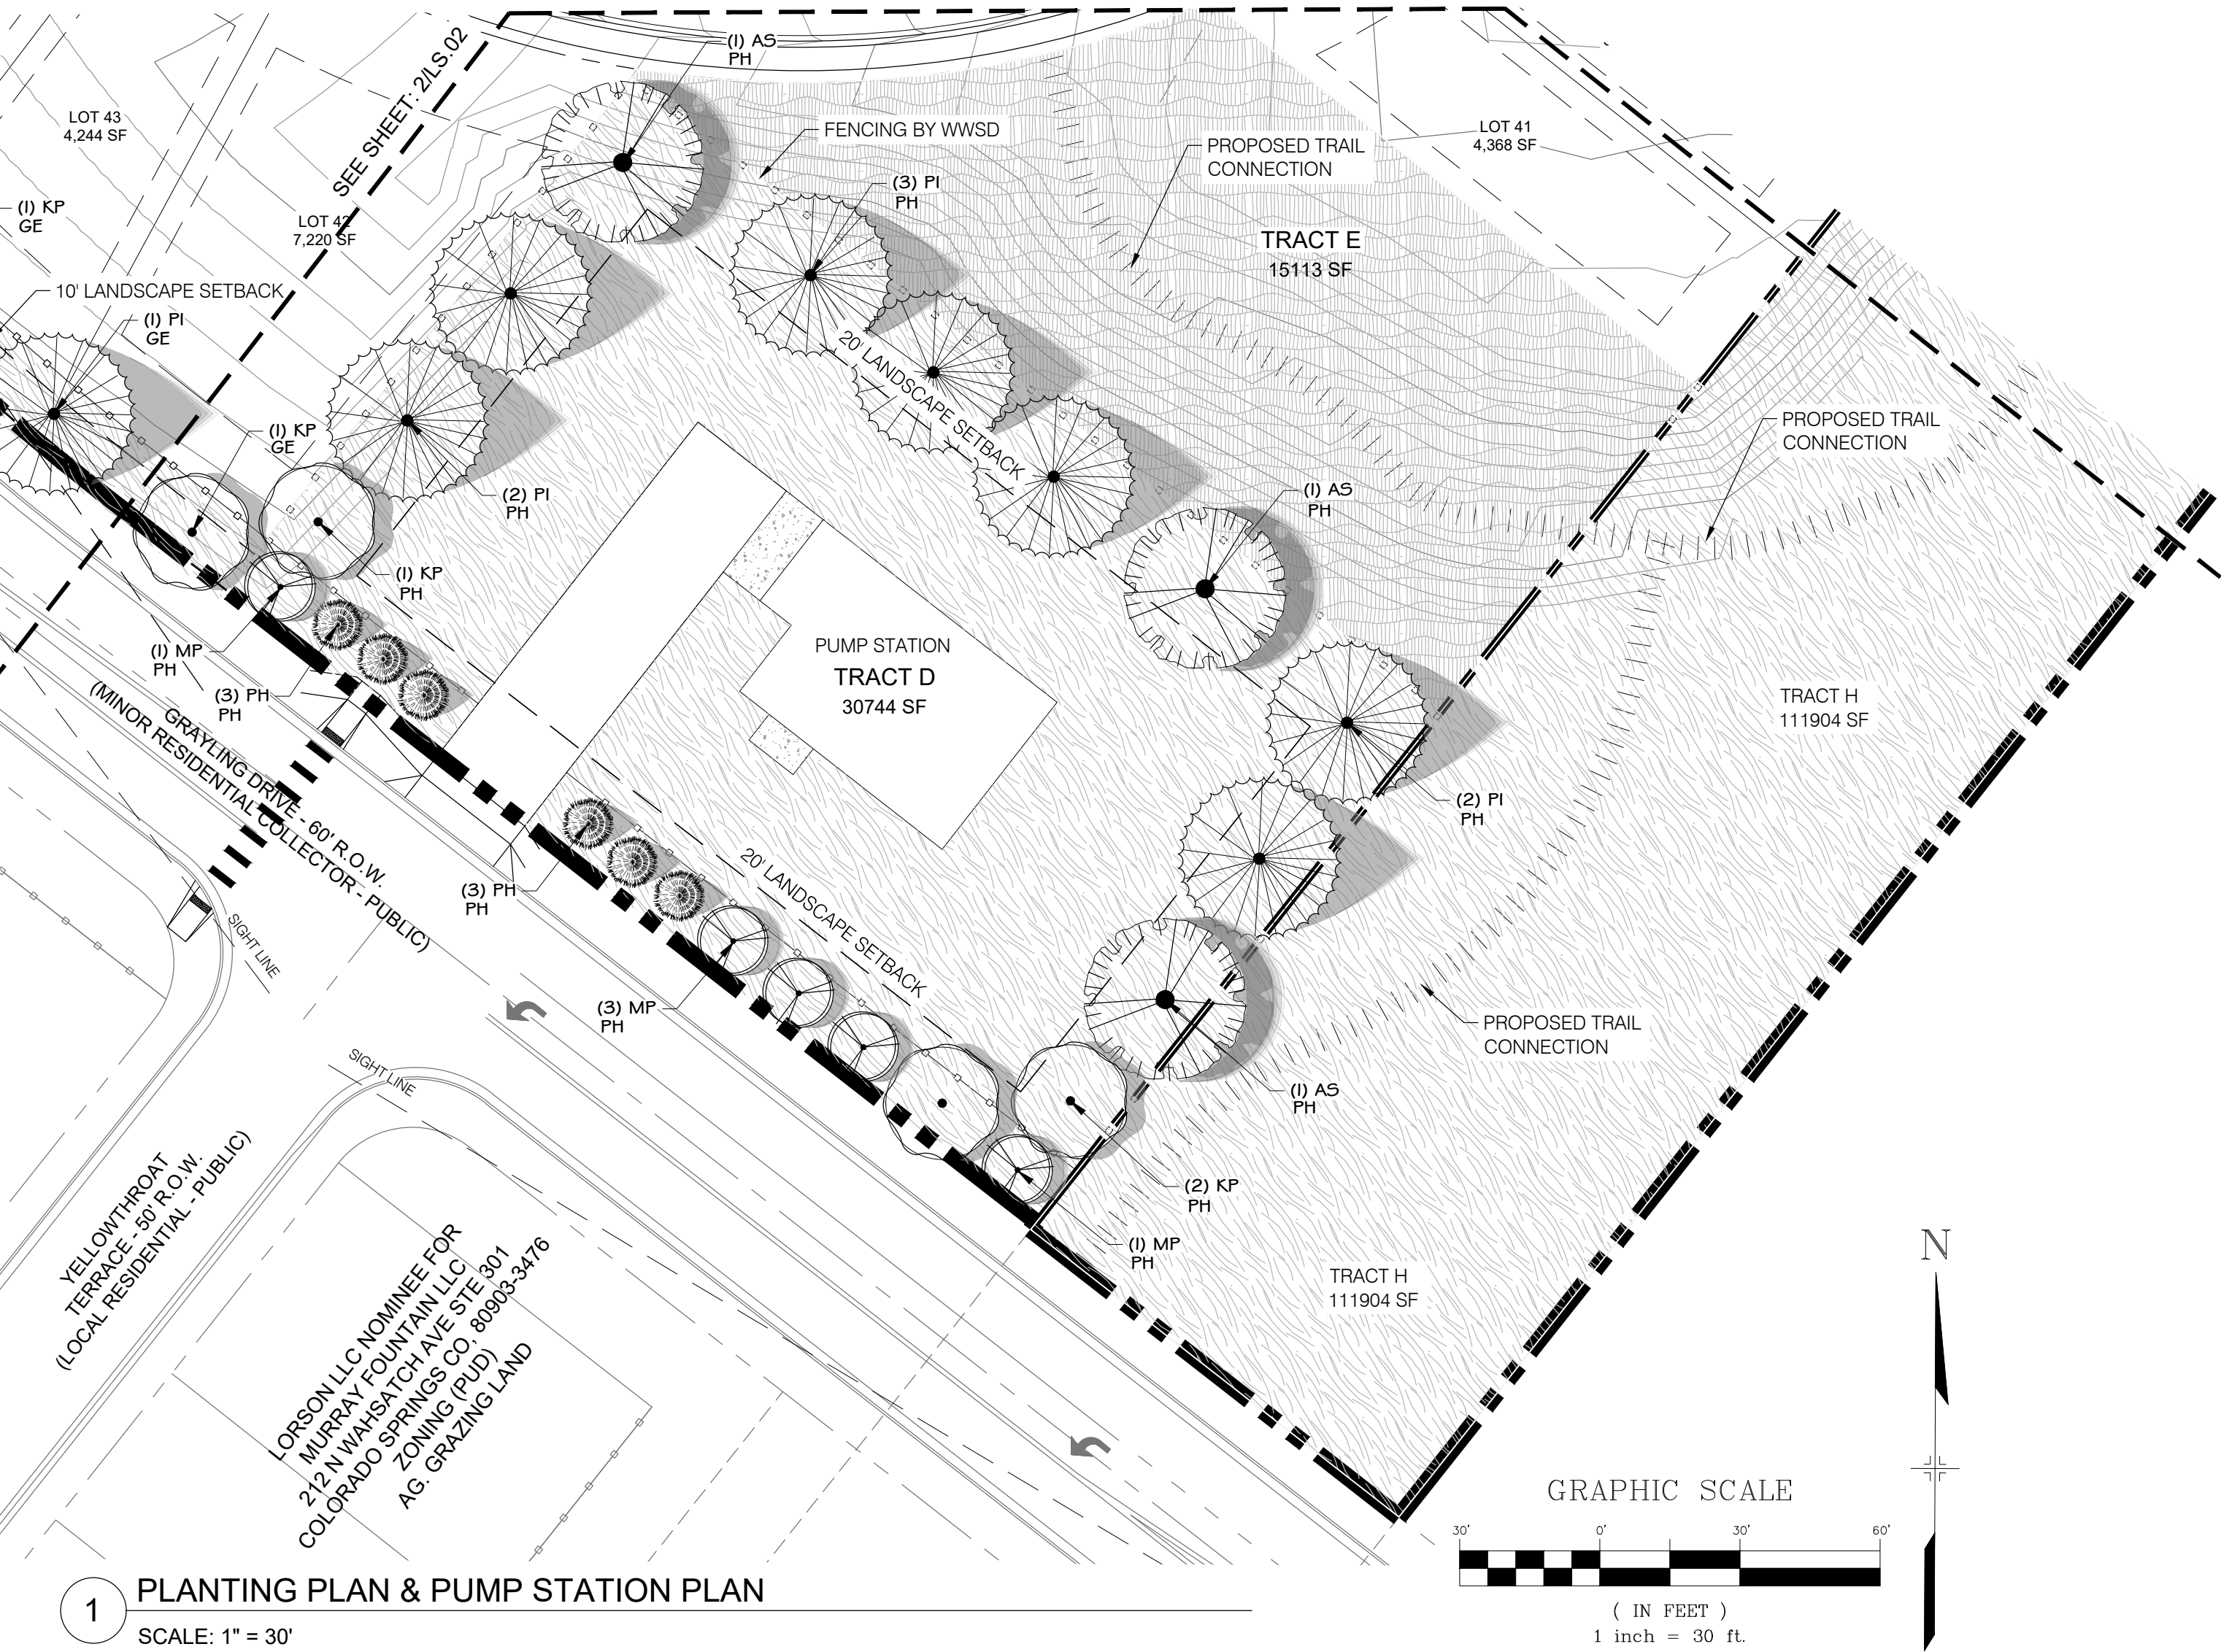 SEE SHEET: 2/LS.02
(1) AS
PH
LOT 43
4,244 SF
FENCING BY WWSD
PROPOSED TRAIL
CONNECTION
LOT 41
4,368 SF
(3) PI
PH
(1) KP
GE
LOT 42
7,220 SF
TRACT E
15113 SF
10' LANDSCAPE SETBACK
(1) PI
GE
20' LANDSCAPE SETBACK
(1) KP
GE
PROPOSED TRAIL
CONNECTION
(2) PI
PH
(1) AS
PH
(1) KP
PH
PUMP STATION
TRACT D
30744 SF
(1) MP
PH
(3) PH
PH
TRACT H
111904 SF
GRAYLING DRIVE - 60' R.O.W.
(MINOR RESIDENTIAL COLLECTOR - PUBLIC)
(2) PI
PH
(3) PH
PH
20' LANDSCAPE SETBACK
SIGHT LINE
(3) MP
PH
PROPOSED TRAIL
CONNECTION
SIGHT LINE
(1) AS
PH
YELLOWTHROAT
TERRACE - 50' R.O.W.
(LOCAL RESIDENTIAL - PUBLIC)
(2) KP
PH
(1) MP
PH
LORSON LLC NOMINEE FOR
MURRAY FOUNTAIN LLC
212 N WAHSATCH AVE STE 301
COLORADO SPRINGS CO, 80903-3476
ZONING (PUD)
AG. GRAZING LAND
TRACT H
111904 SF
N
GRAPHIC SCALE
30' 0' 30' 60'
( IN FEET )
1 inch = 30 ft.
1 PLANTING PLAN & PUMP STATION PLAN
SCALE: 1" = 30'